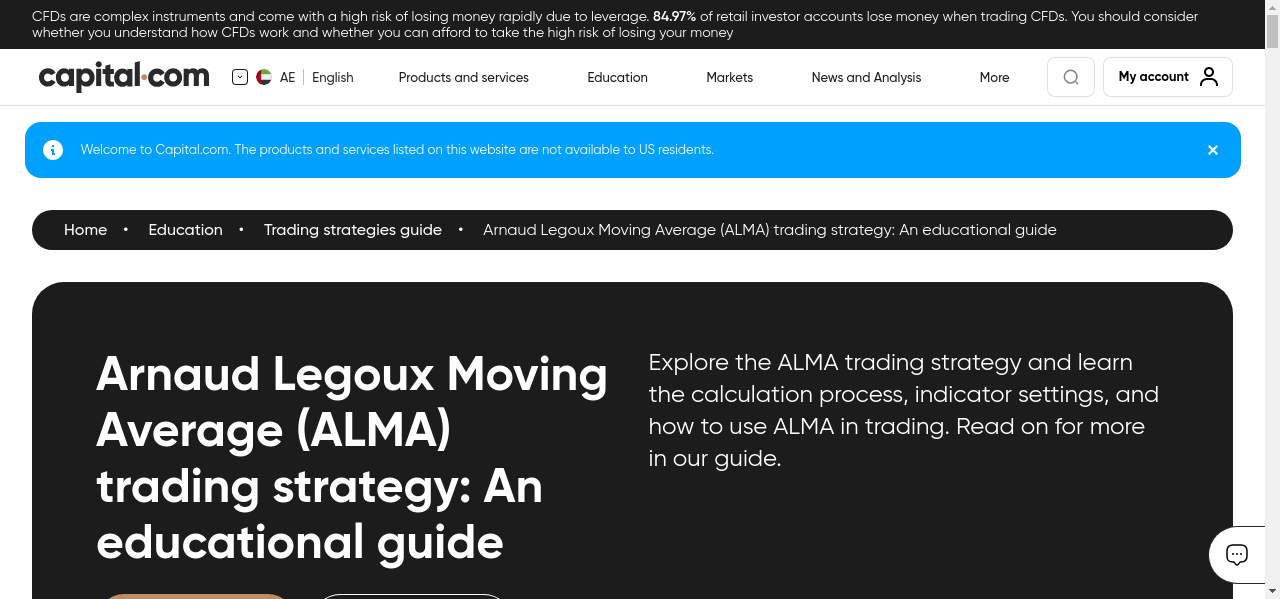 CFDs are complex instruments and come with a high risk of losing money rapidly due to leverage. 84.97% of retail investor accounts lose money when trading CFDs. You should consider
whether you understand how CFDs work and whether you can afford to take the high risk of losing your money
capital.com
AE English Products and services Education Markets News and Analysis More My account
Welcome to Capital.com. The products and services listed on this website are not available to US residents.
Home • Education • Trading strategies guide • Arnaud Legoux Moving Average (ALMA) trading strategy: An educational guide
Arnaud Legoux Moving
Average (ALMA)
trading strategy: An
educational guide
Explore the ALMA trading strategy and learn
the calculation process, indicator settings, and
how to use ALMA in trading. Read on for more
in our guide.